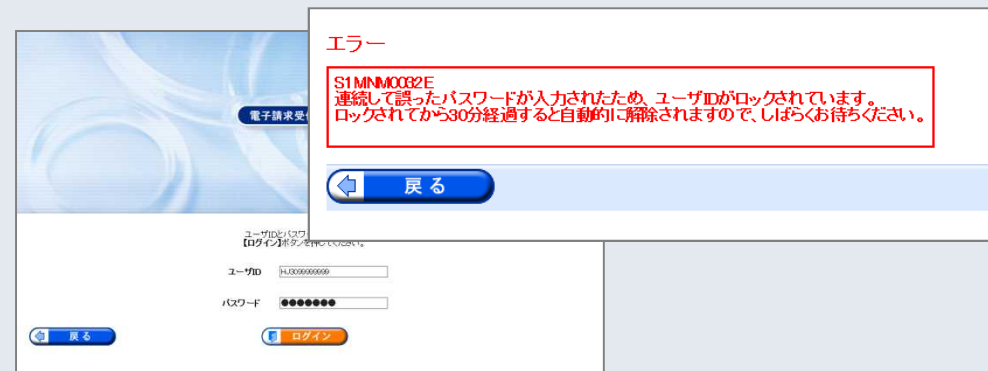 エラー
S1MNM0032E
連続して誤ったパスワードが入力されたため、ユーザIDがロックされています。
ロックされてから30分経過すると自動的に解除されますので、しばらくお待ちください。
戻る
電子請求受
ユーザIDとパスワ
【ログイン】ボタンを押してください。
ユーザID HJ3099999999
パスワード ●●●●●●●
戻る ログイン